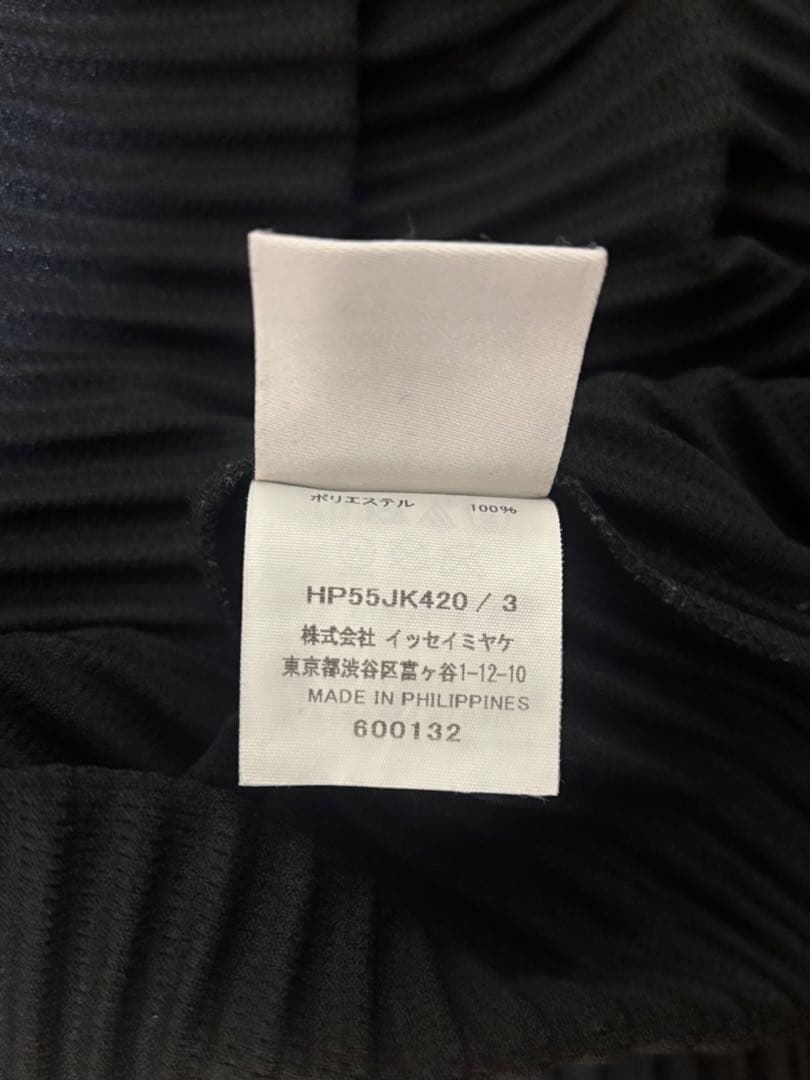 ポリエステル 100%
HP55JK420 / 3
株式会社 イッセイミヤケ
東京都渋谷区富ヶ谷1-12-10
MADE IN PHILIPPINES
600132